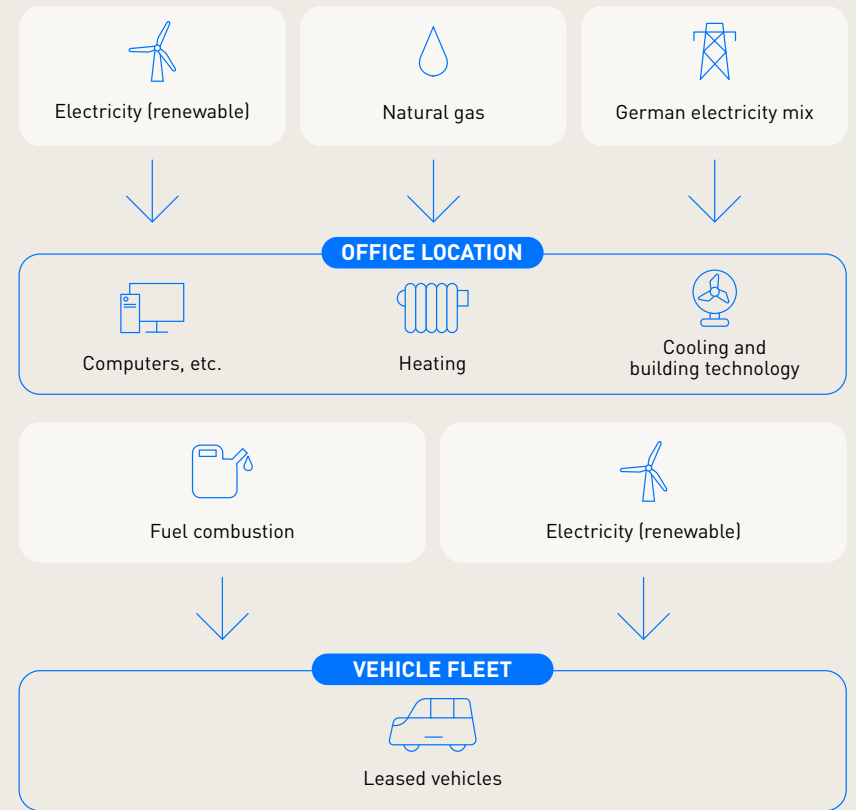 Electricity (renewable)
Natural gas
German electricity mix
OFFICE LOCATION
Computers, etc.
Heating
Cooling and
building technology
Fuel combustion
Electricity (renewable)
VEHICLE FLEET
Leased vehicles